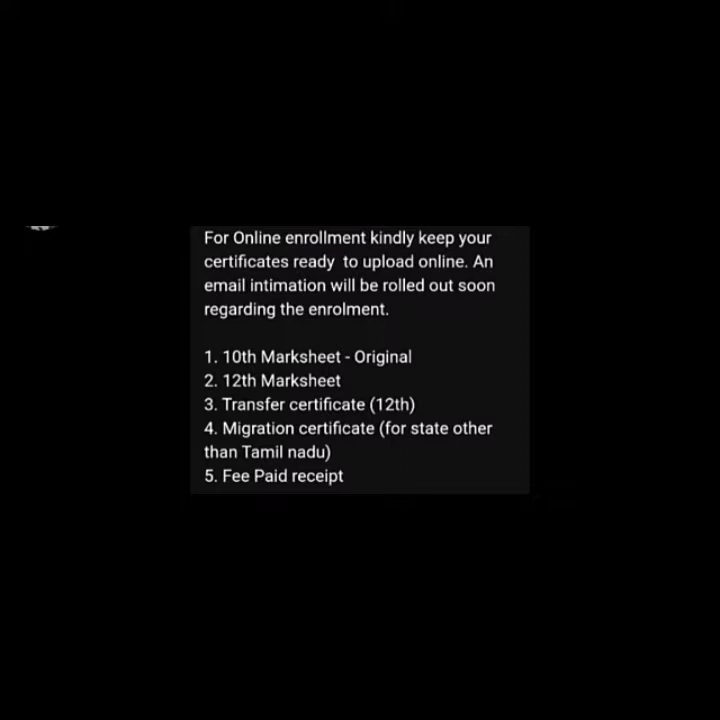 For Online enrollment kindly keep your
certificates ready  to upload online. An
email intimation will be rolled out soon
regarding the enrolment.
1. 10th Marksheet - Original
2. 12th Marksheet
3. Transfer certificate (12th)
4. Migration certificate (for state other
than Tamil nadu)
5. Fee Paid receipt